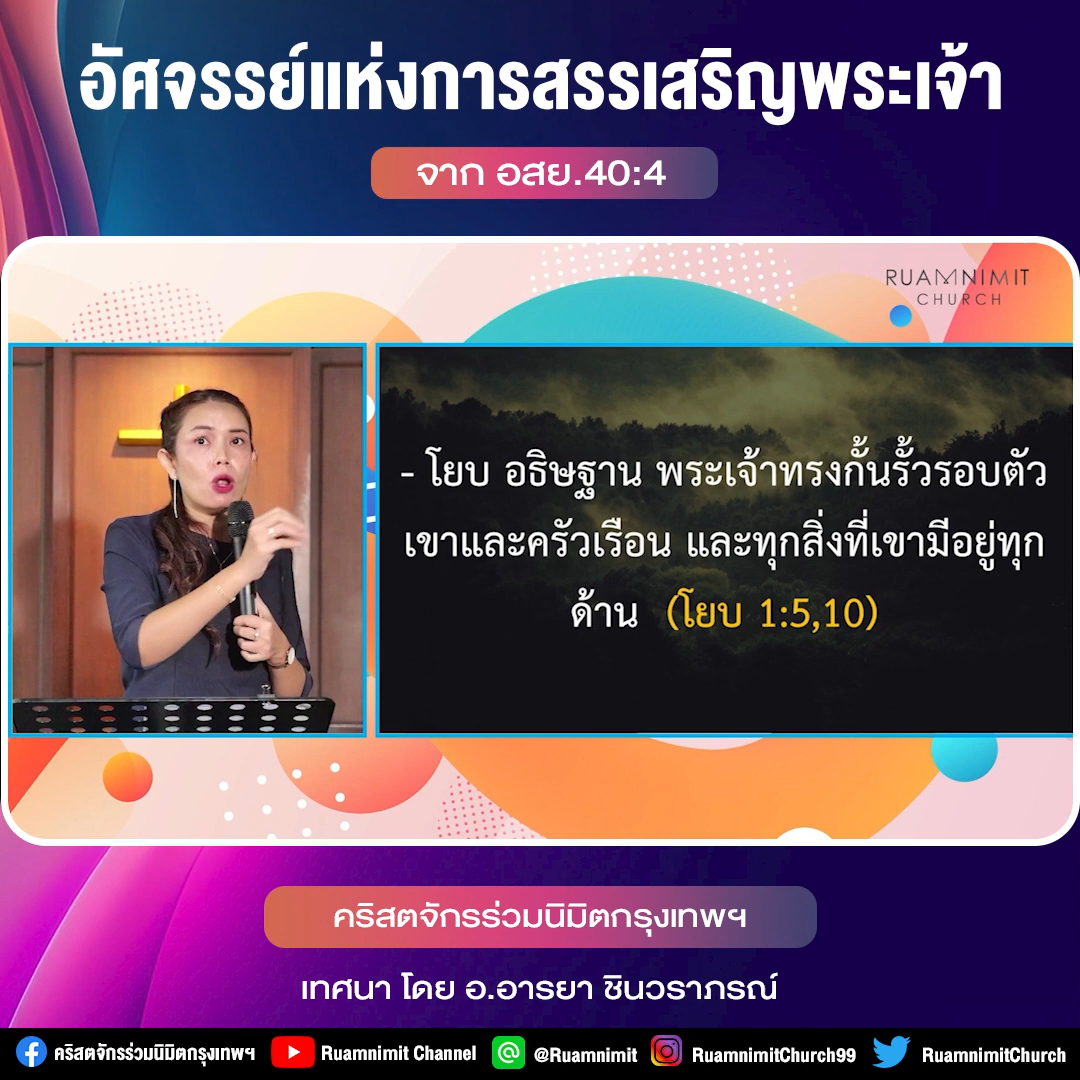 อัศจรรย์แห่งการสรรเสริญพระเจ้า
จาก อสย.40:4
RUAMNIMIT
CHURCH
- โยบ อธิษฐาน พระเจ้าทรงกั้นรั้วรอบตัว
เขาและครัวเรือน และทุกสิ่งที่เขามีอยู่ทุก
ด้าน (โยบ 1:5,10)
คริสตจักรร่วมนิมิตกรุงเทพฯ
เทศนา โดย อ.อารยา ชินวราภรณ์
คริสตจักรร่วมนิมิตกรุงเทพฯ Ruamnimit Channel @Ruamnimit RuamnimitChurch99 RuamnimitChurch